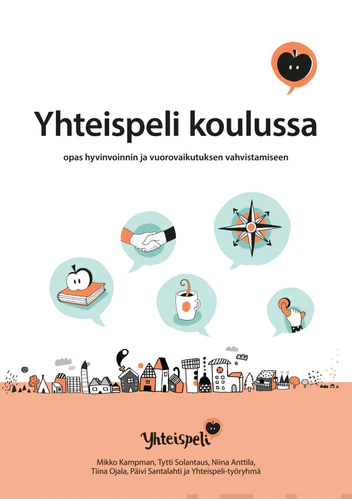 Yhteispeli koulussa
opas hyvinvoinnin ja vuorovaikutuksen vahvistamiseen
Yhteispeli
Mikko Kampman, Tytti Solantaus, Niina Anttila,
Tiina Ojala, Päivi Santalahti ja Yhteispeli-työryhmä